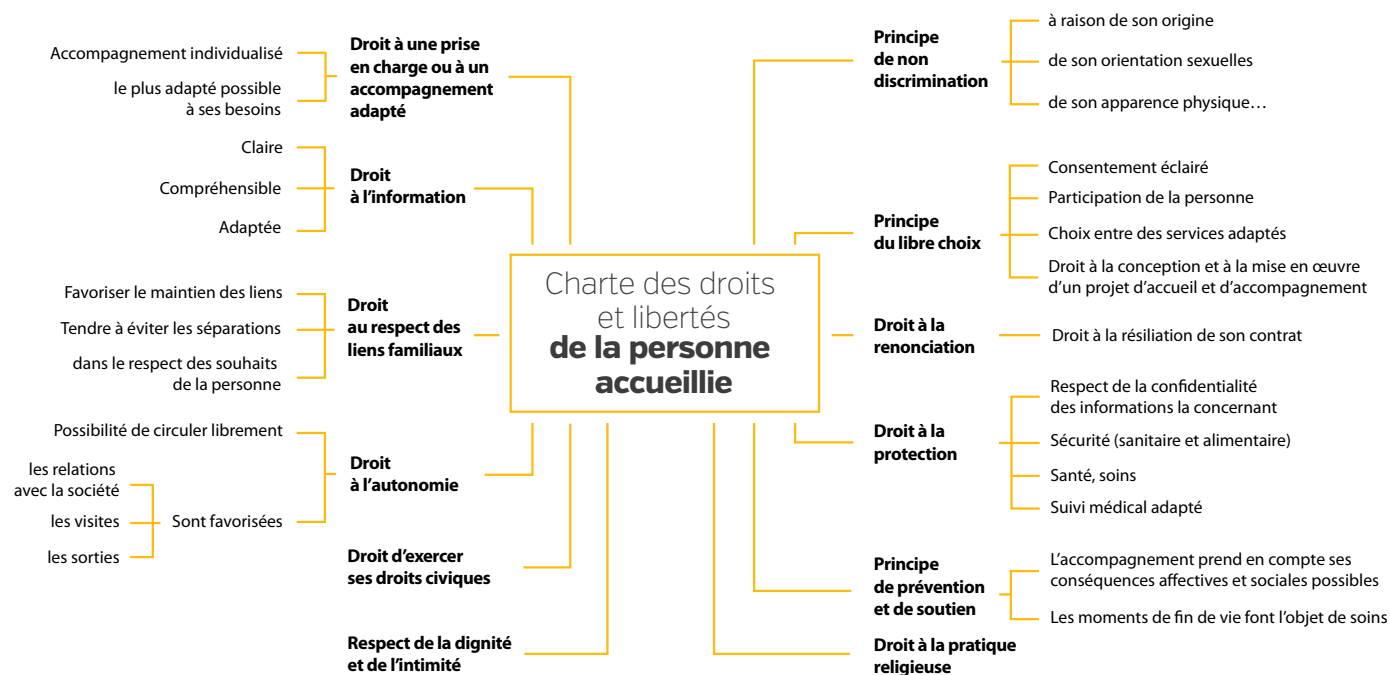 Charte des droits
et libertés
de la personne
accueillie
Droit à une prise
en charge ou à un
accompagnement
adapté
Accompagnement individualisé
le plus adapté possible
à ses besoins
Droit
à l’information
Claire
Compréhensible
Adaptée
Droit
au respect des
liens familiaux
Favoriser le maintien des liens
Tendre à éviter les séparations
dans le respect des souhaits
de la personne
Droit
à l’autonomie
Possibilité de circuler librement
Sont favorisées
les relations
avec la société
les visites
les sorties
Droit d’exercer
ses droits civiques
Respect de la dignité
et de l’intimité
Principe
de non
discrimination
à raison de son origine
de son orientation sexuelles
de son apparence physique…
Principe
du libre choix
Consentement éclairé
Participation de la personne
Choix entre des services adaptés
Droit à la conception et à la mise en œuvre
d’un projet d’accueil et d’accompagnement
Droit à la
renonciation
Droit à la résiliation de son contrat
Droit à la
protection
Respect de la confidentialité
des informations la concernant
Sécurité (sanitaire et alimentaire)
Santé, soins
Suivi médical adapté
Principe
de prévention
et de soutien
L’accompagnement prend en compte ses
conséquences affectives et sociales possibles
Les moments de fin de vie font l’objet de soins
Droit à la pratique
religieuse